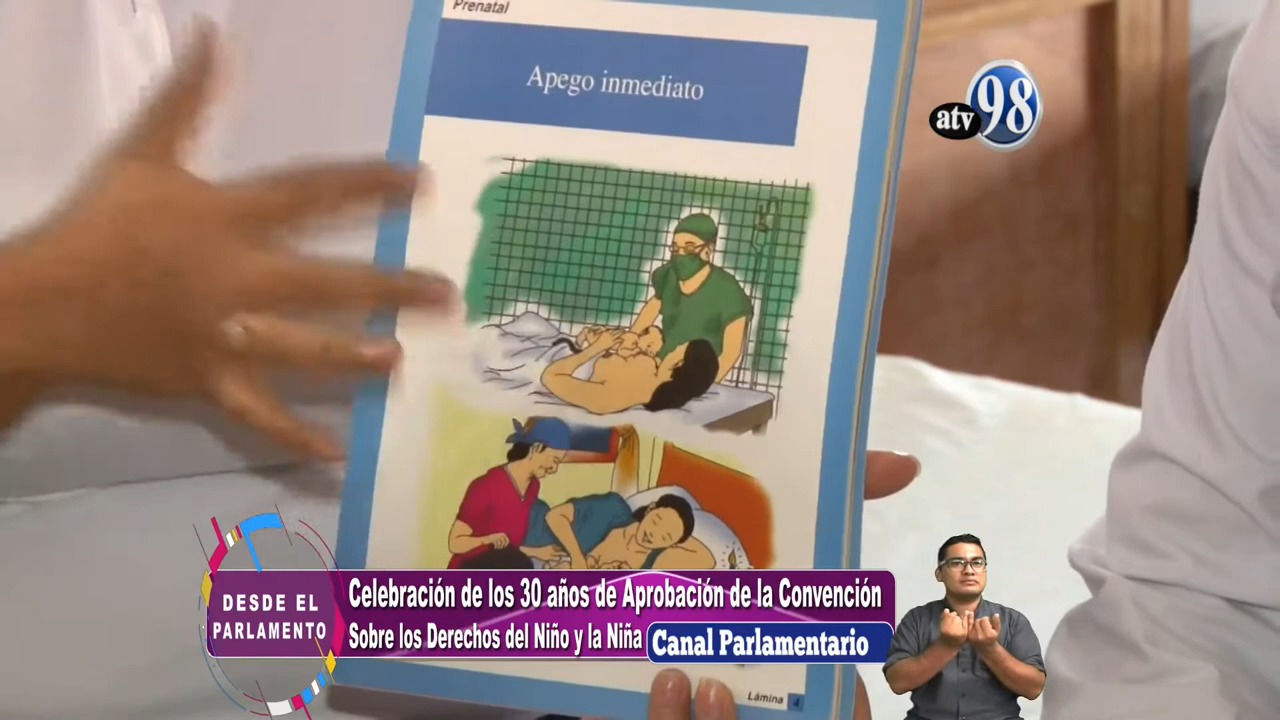 Prenatal
Apego inmediato
atv 98
DESDE EL
PARLAMENTO
Celebración de los 30 años de Aprobación de la Convención
Sobre los Derechos del Niño y la Niña
Canal Parlamentario
Lámina 4